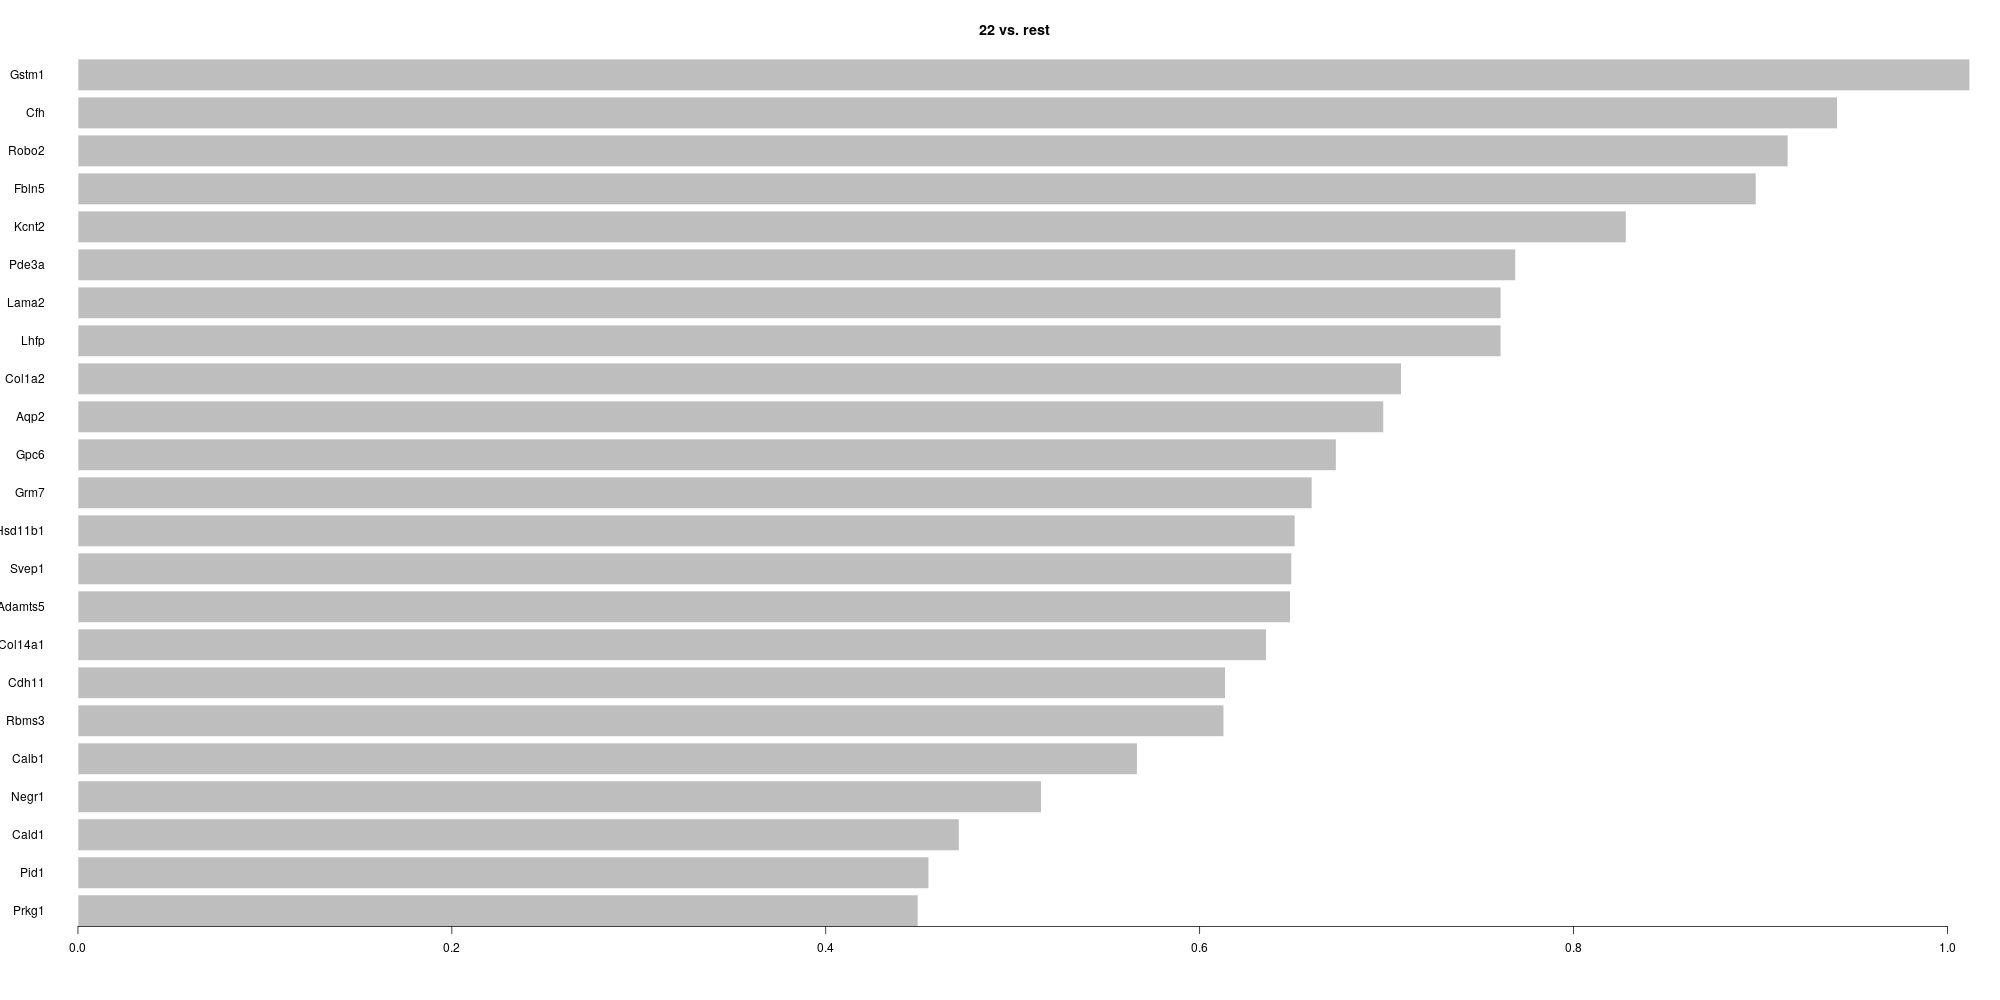 22 vs. rest
Gstm1
Cfh
Robo2
Fbln5
Kcnt2
Pde3a
Lama2
Lhfp
Col1a2
Aqp2
Gpc6
Grm7
Hsd11b1
Svep1
Adamts5
Col14a1
Cdh11
Rbms3
Calb1
Negr1
Cald1
Pid1
Prkg1
0.0 0.2 0.4 0.6 0.8 1.0